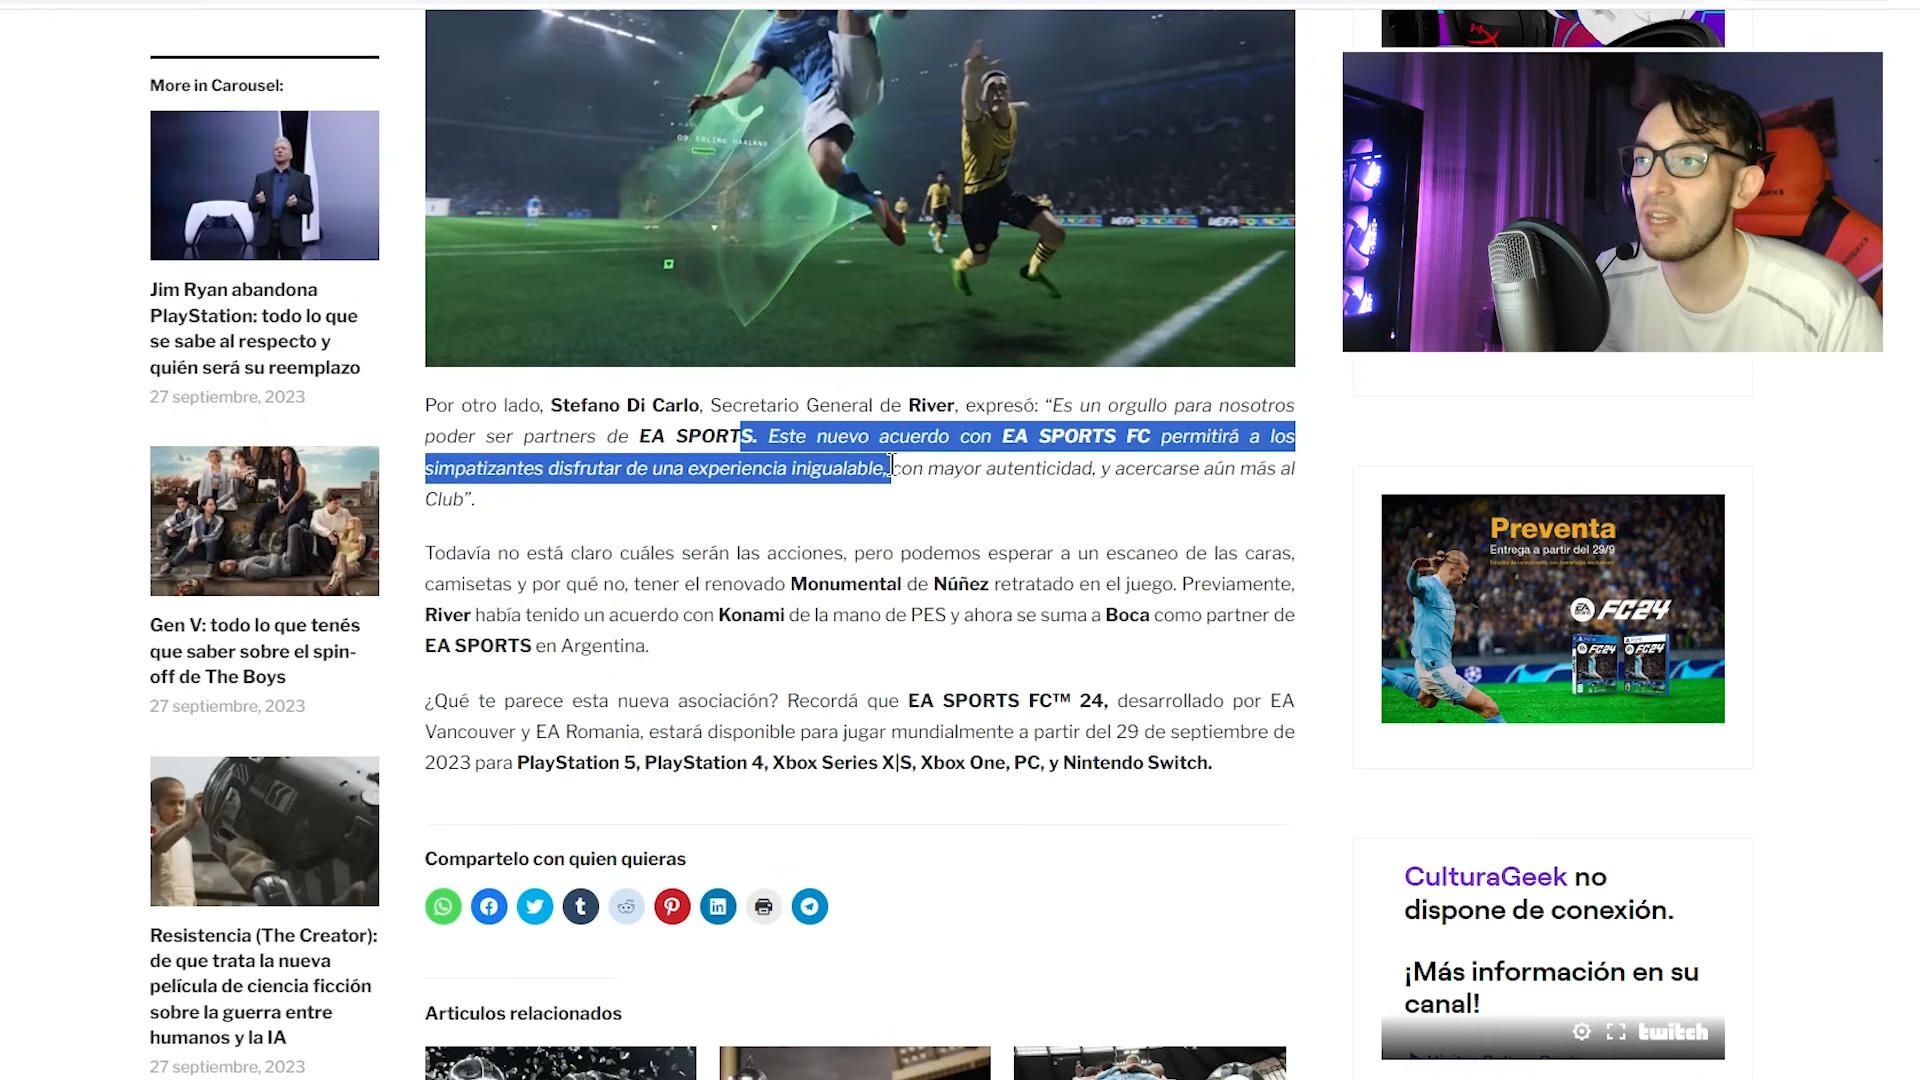 More in Carousel:
Jim Ryan abandona
PlayStation: todo lo que
se sabe al respecto y
quién será su reemplazo
27 septiembre, 2023
Gen V: todo lo que tenés
que saber sobre el spin-
off de The Boys
27 septiembre, 2023
Resistencia (The Creator):
de que trata la nueva
película de ciencia ficción
sobre la guerra entre
humanos y la IA
27 septiembre, 2023
09. ERLING HAALAND
Por otro lado, Stefano Di Carlo, Secretario General de River, expresó: “Es un orgullo para nosotros
poder ser partners de EA SPORTS. Este nuevo acuerdo con EA SPORTS FC permitirá a los
simpatizantes disfrutar de una experiencia inigualable, con mayor autenticidad, y acercarse aún más al
Club”.
Todavía no está claro cuáles serán las acciones, pero podemos esperar a un escaneo de las caras,
camisetas y por qué no, tener el renovado Monumental de Núñez retratado en el juego. Previamente,
River había tenido un acuerdo con Konami de la mano de PES y ahora se suma a Boca como partner de
EA SPORTS en Argentina.
¿Qué te parece esta nueva asociación? Recordá que EA SPORTS FC™ 24, desarrollado por EA
Vancouver y EA Romania, estará disponible para jugar mundialmente a partir del 29 de septiembre de
2023 para PlayStation 5, PlayStation 4, Xbox Series X|S, Xbox One, PC, y Nintendo Switch.
Compartelo con quien quieras
Articulos relacionados
Preventa
Entrega a partir del 29/9
EA SPORTS FC24
FC24 FC24
CulturaGeek no
dispone de conexión.
¡Más información en su
canal!
twitch